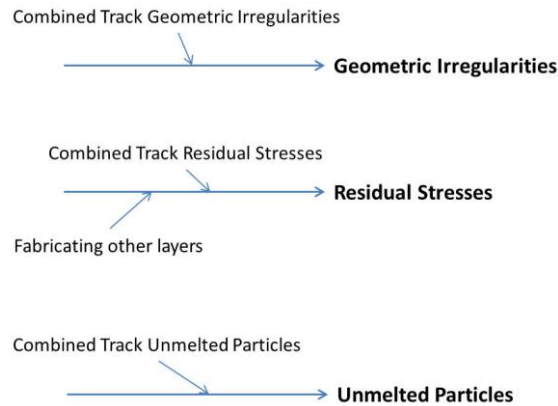 Combined Track Geometric Irregularities
Geometric Irregularities
Combined Track Residual Stresses
Residual Stresses
Fabricating other layers
Combined Track Unmelted Particles
Unmelted Particles